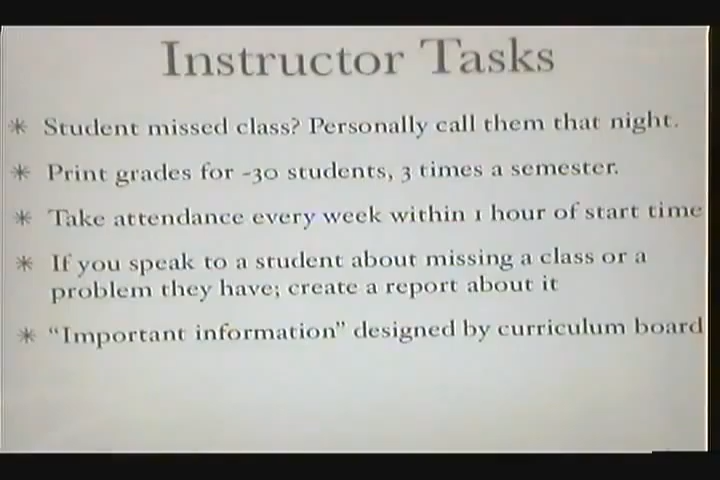 Instructor Tasks
* Student missed class? Personally call them that night.
* Print grades for ~30 students, 3 times a semester.
* Take attendance every week within 1 hour of start time
* If you speak to a student about missing a class or a
problem they have; create a report about it
* "Important information" designed by curriculum board